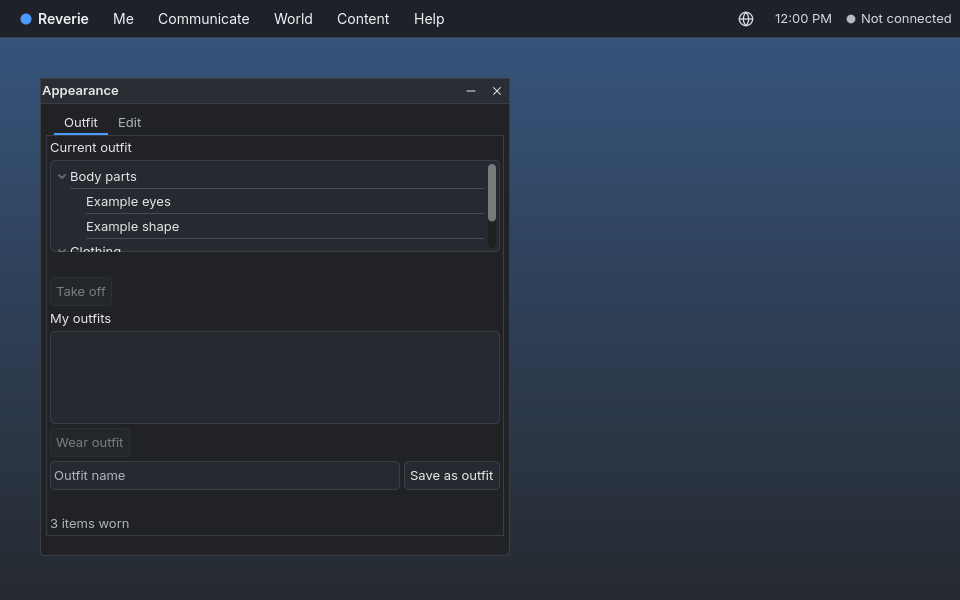 Reverie Me Communicate World Content Help 12:00 PM Not connected
Appearance
Outfit Edit
Current outfit
Body parts
Example eyes
Example shape
Clothing
Take off
My outfits
Wear outfit
Outfit name Save as outfit
3 items worn